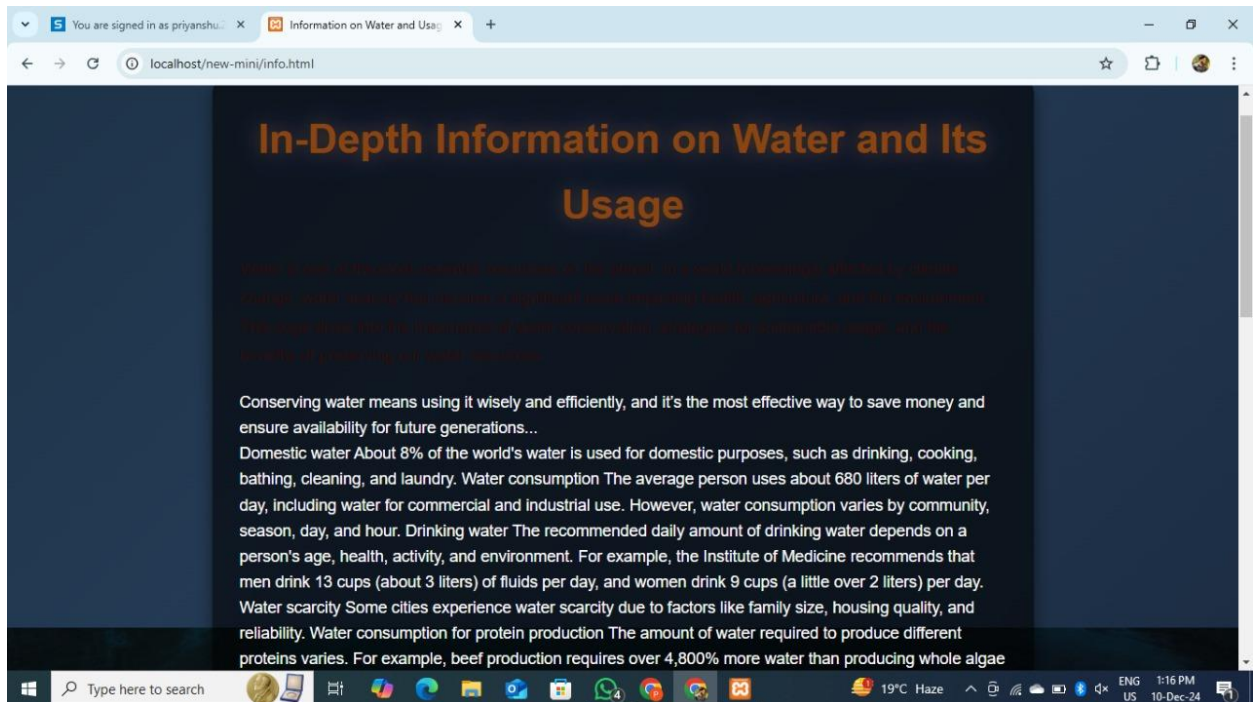 You are signed in as priyanshu.
Information on Water and Usag
localhost/new-mini/info.html
In-Depth Information on Water and Its
Usage
Conserving water means using it wisely and efficiently, and it's the most effective way to save money and
ensure availability for future generations...
Domestic water About 8% of the world's water is used for domestic purposes, such as drinking, cooking,
bathing, cleaning, and laundry. Water consumption The average person uses about 680 liters of water per
day, including water for commercial and industrial use. However, water consumption varies by community,
season, day, and hour. Drinking water The recommended daily amount of drinking water depends on a
person's age, health, activity, and environment. For example, the Institute of Medicine recommends that
men drink 13 cups (about 3 liters) of fluids per day, and women drink 9 cups (a little over 2 liters) per day.
Water scarcity Some cities experience water scarcity due to factors like family size, housing quality, and
reliability. Water consumption for protein production The amount of water required to produce different
proteins varies. For example, beef production requires over 4,800% more water than producing whole algae
Type here to search
19°C Haze
ENG
US
1:16 PM
10-Dec-24